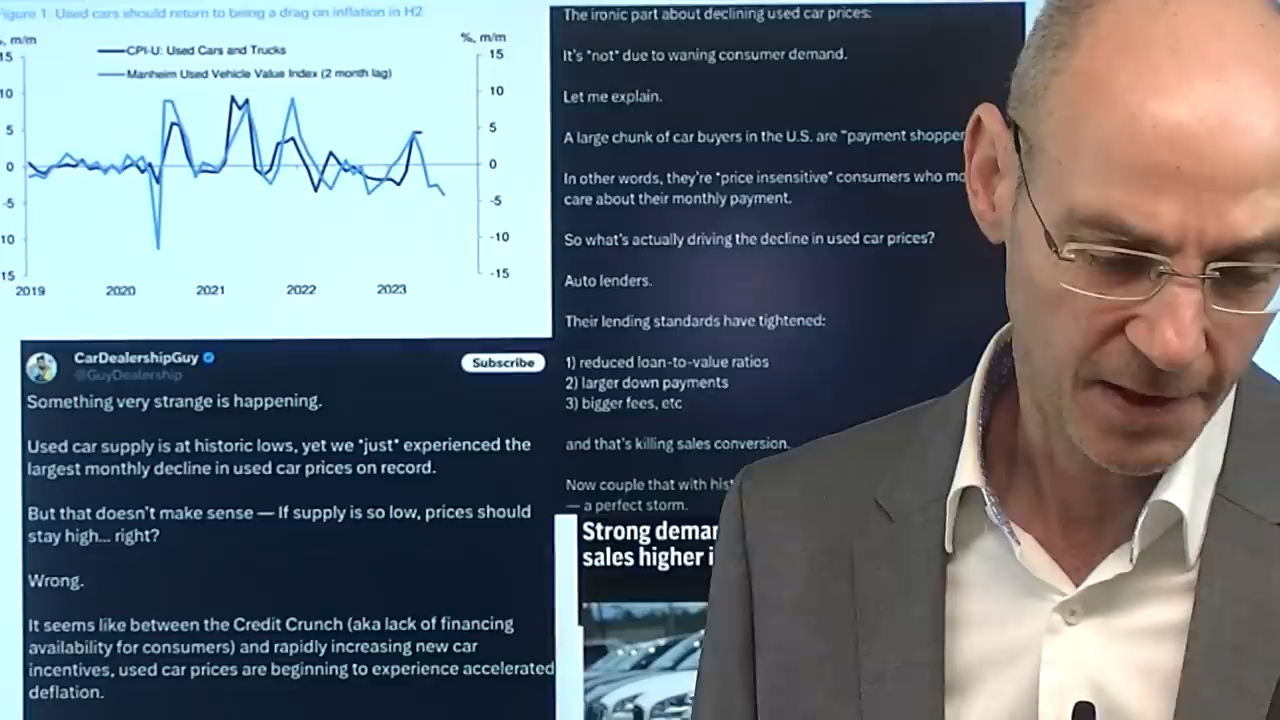 Figure 1: Used cars should return to being a drag on inflation in H2
%, m/m
%, m/m
CPI-U: Used Cars and Trucks
Manheim Used Vehicle Value Index (2 month lag)
15
10
5
0
-5
10
15
15
10
5
0
-5
-10
-15
2019
2020
2021
2022
2023
CarDealershipGuy
@GuyDealership
Subscribe
Something very strange is happening.
Used car supply is at historic lows, yet we *just* experienced the
largest monthly decline in used car prices on record.
But that doesn't make sense — If supply is so low, prices should
stay high... right?
Wrong.
It seems like between the Credit Crunch (aka lack of financing
availability for consumers) and rapidly increasing new car
incentives, used car prices are beginning to experience accelerated
deflation.
The ironic part about declining used car prices:
It's *not* due to waning consumer demand.
Let me explain.
A large chunk of car buyers in the U.S. are "payment shopper
In other words, they're *price insensitive* consumers who mo
care about their monthly payment.
So what's actually driving the decline in used car prices?
Auto lenders.
Their lending standards have tightened:
1) reduced loan-to-value ratios
2) larger down payments
3) bigger fees, etc
and that's killing sales conversion.
Now couple that with his
— a perfect storm.
Strong demar
sales higher i